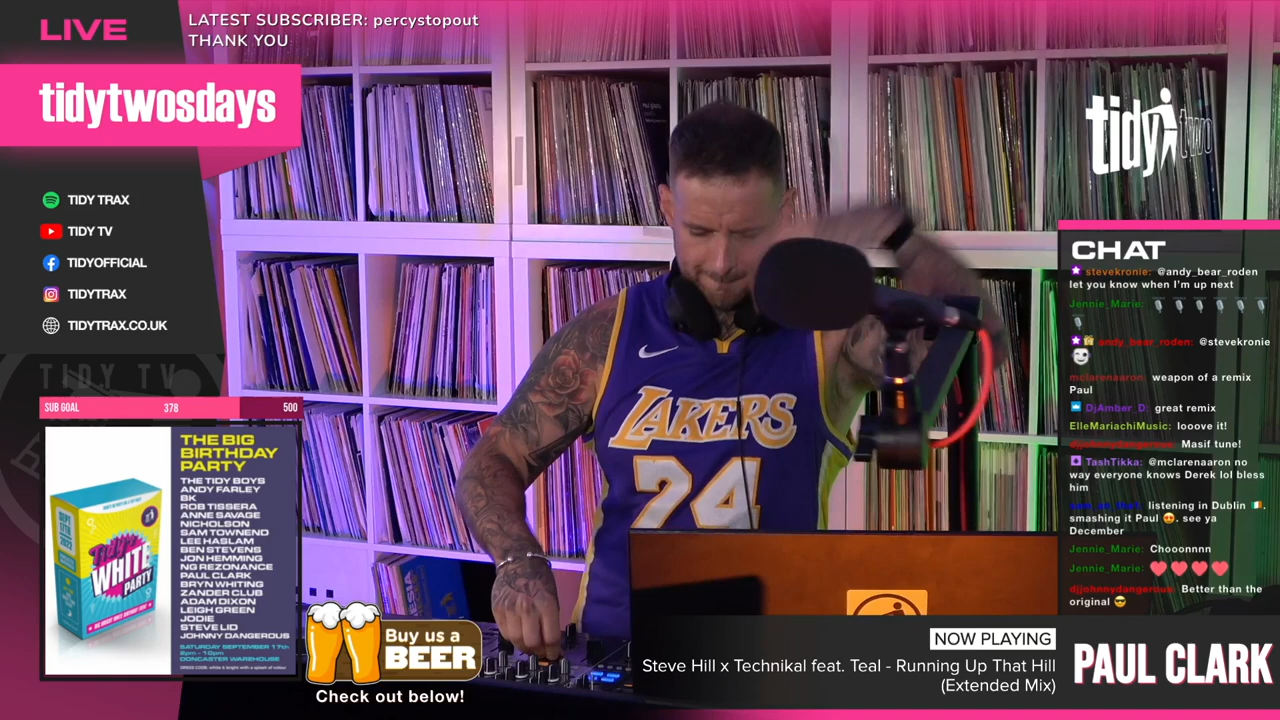 LIVE
LATEST SUBSCRIBER: percystopout
THANK YOU
tidytwosdays
TIDY TRAX
TIDY TV
TIDYOFFICIAL
TIDYTRAX
TIDYTRAX.CO.UK
TIDY TV
SUB GOAL 378 500
THE BIG
BIRTHDAY
PARTY
THE TIDY BOYS
ANDY FARLEY
BK
ROB TISSERA
ANNE SAVAGE
NICHOLSON
SAM TOWNEND
LEE HASLAM
BEN STEVENS
JON HEMMING
NG REZONANCE
PAUL CLARK
BRYN WHITING
ZANDER CLUB
ADAM DIXON
LEIGH GREEN
JODIE
STEVE LID
JOHNNY DANGEROUS
SATURDAY SEPTEMBER 17th
2pm - 10pm
DONCASTER WAREHOUSE
Tidy's
WHITE
PARTY
Buy us a
BEER
Check out below!
LAKERS
24
tidy two
CHAT
stevekronie: @andy_bear_roden
let you know when I'm up next
Jennie_Marie:
andy_bear_roden: @stevekronie
mclarenaaron: weapon of a remix
Paul
DjAmber_D: great remix
ElleMariachiMusic: looove it!
djjohnnydangerous: Masif tune!
TashTikka: @mclarenaaron no
way everyone knows Derek lol bless
him
listening in Dublin 🇮🇪.
smashing it Paul 😍. see ya
December
Jennie_Marie: Chooonnnn
Jennie_Marie: ♥♥♥♥
djjohnnydangerous: Better than the
original 😎
NOW PLAYING
Steve Hill x Technikal feat. Teal - Running Up That Hill
(Extended Mix)
PAUL CLARK